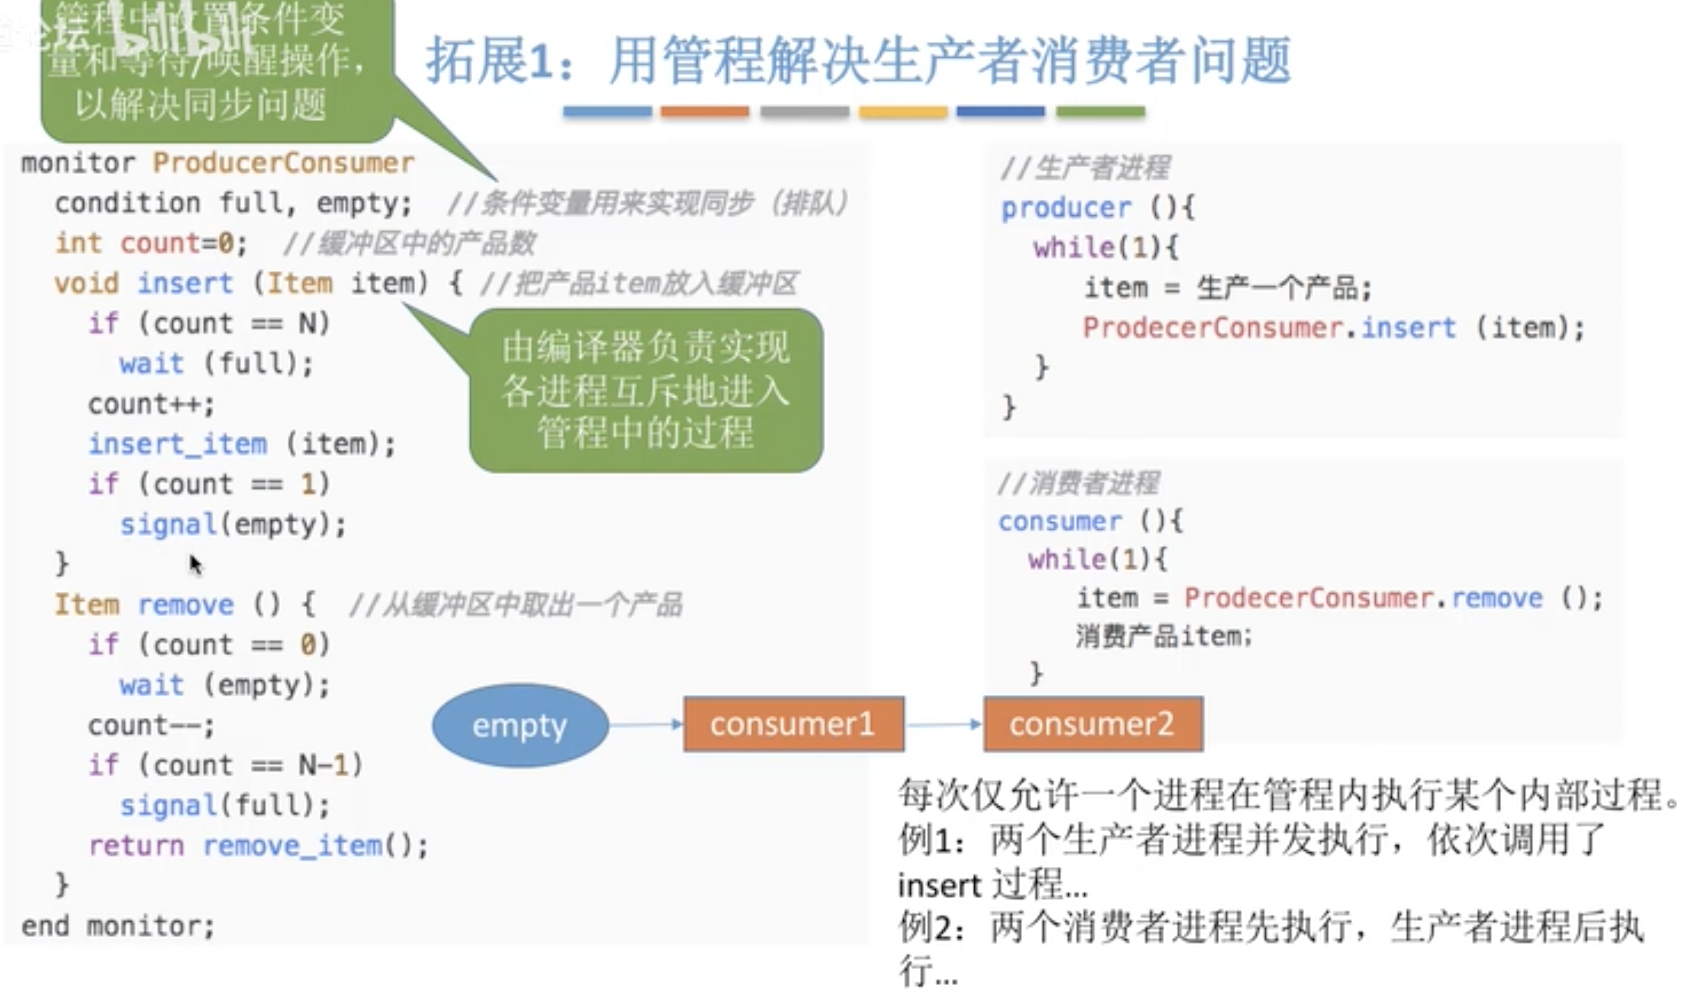 管程中设置条件变
量和等待/唤醒操作，
以解决同步问题
bilibili
拓展1：用管程解决生产者消费者问题
monitor ProducerConsumer
condition full, empty; //条件变量用来实现同步（排队）
int count=0; //缓冲区中的产品数
void insert (Item item) { //把产品item放入缓冲区
if (count == N)
wait (full);
count++;
insert_item (item);
if (count == 1)
signal(empty);
}
由编译器负责实现
各进程互斥地进入
管程中的过程
Item remove () { //从缓冲区中取出一个产品
if (count == 0)
wait (empty);
count--;
if (count == N-1)
signal(full);
return remove_item();
}
end monitor;
//生产者进程
producer (){
while(1){
item = 生产一个产品;
ProdecerConsumer.insert (item);
}
}
//消费者进程
consumer (){
while(1){
item = ProdecerConsumer.remove ();
消费产品item;
}
empty
consumer1
consumer2
每次仅允许一个进程在管程内执行某个内部过程。
例1：两个生产者进程并发执行，依次调用了
insert 过程...
例2：两个消费者进程先执行，生产者进程后执
行...